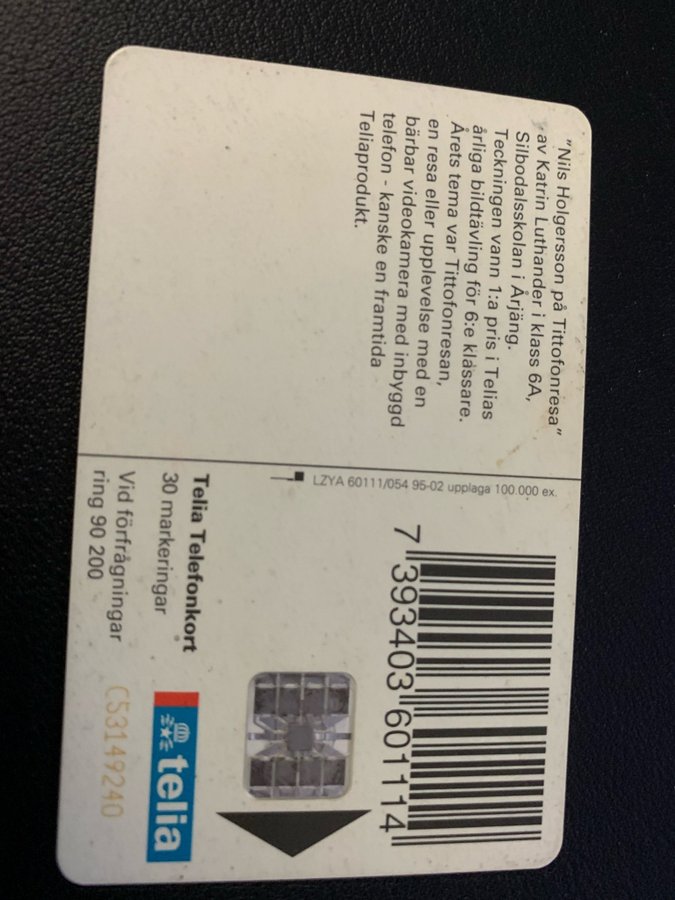 "Nils Holgersson på Tittofonresa"
av Katrin Luthander i klass 6A,
Silbodalsskolan i Årjäng.
Teckningen vann 1:a pris i Telias
årliga bildtävling för 6:e klassare.
Årets tema var Tittofonresan,
en resa eller upplevelse med en
bärbar videokamera med inbyggd
telefon - kanske en framtida
Teliaprodukt.
LZYA 60111/054 95-02 upplaga 100.000 ex.
7 393403 601114
Telia Telefonkort
30 markeringar
Vid förfrågningar
ring 90 200
telia
C53149240